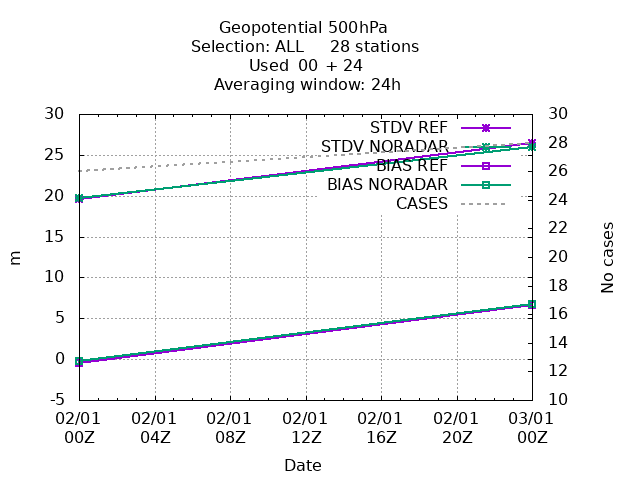 Geopotential 500hPa
Selection: ALL 28 stations
Used 00 + 24
Averaging window: 24h
30
25
20
15
10
5
0
-5
m
STDV REF
STDV NORADAR
BIAS REF
BIAS NORADAR
CASES
30
28
26
24
22
20
18
16
14
12
10
No cases
02/01 02/01 02/01 02/01 02/01 02/01 03/01
00Z 04Z 08Z 12Z 16Z 20Z 00Z
Date